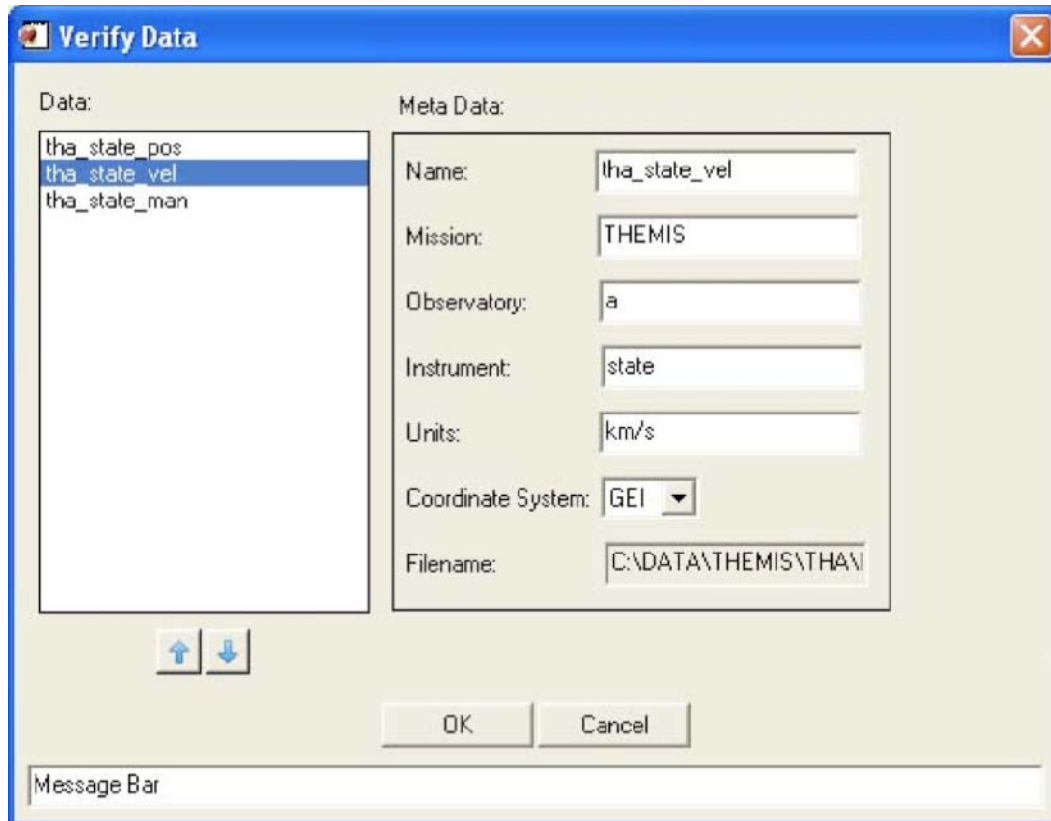 Verify Data
Data:
tha_state_pos
tha_state_vel
tha_state_man
Meta Data:
Name: tha_state_vel
Mission: THEMIS
Observatory: a
Instrument: state
Units: km/s
Coordinate System: GEI
Filename: C:\DATA\THEMIS\THA\
OK Cancel
Message Bar